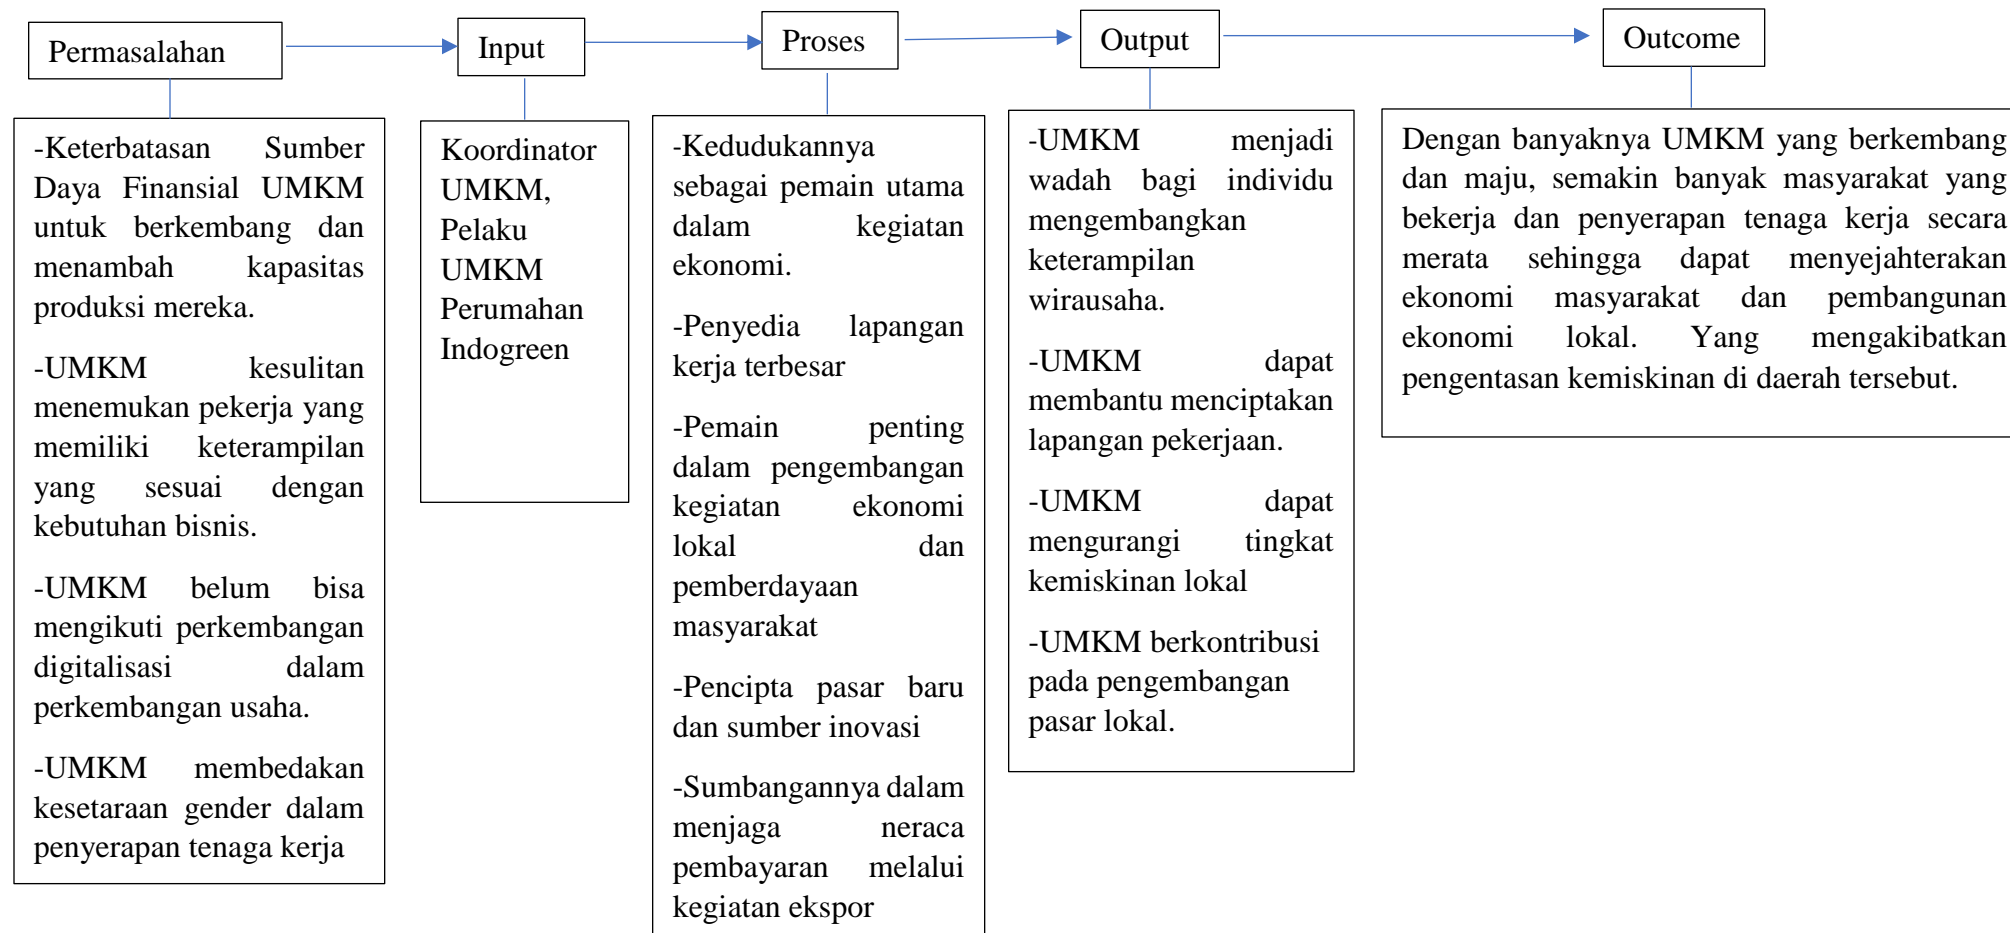 Permasalahan
Input
Proses
Output
Outcome
-Keterbatasan Sumber
Daya Finansial UMKM
untuk berkembang dan
menambah kapasitas
produksi mereka.
-UMKM kesulitan
menemukan pekerja yang
memiliki keterampilan
yang sesuai dengan
kebutuhan bisnis.
-UMKM belum bisa
mengikuti perkembangan
digitalisasi dalam
perkembangan usaha.
-UMKM membedakan
kesetaraan gender dalam
penyerapan tenaga kerja
Koordinator
UMKM,
Pelaku
UMKM
Perumahan
Indogreen
-Kedudukannya
sebagai pemain utama
dalam kegiatan
ekonomi.
-Penyedia lapangan
kerja terbesar
-Pemain penting
dalam pengembangan
kegiatan ekonomi
lokal dan
pemberdayaan
masyarakat
-Pencipta pasar baru
dan sumber inovasi
-Sumbangannya dalam
menjaga neraca
pembayaran melalui
kegiatan ekspor
-UMKM menjadi
wadah bagi individu
mengembangkan
keterampilan
wirausaha.
-UMKM dapat
membantu menciptakan
lapangan pekerjaan.
-UMKM dapat
mengurangi tingkat
kemiskinan lokal
-UMKM berkontribusi
pada pengembangan
pasar lokal.
Dengan banyaknya UMKM yang berkembang
dan maju, semakin banyak masyarakat yang
bekerja dan penyerapan tenaga kerja secara
merata sehingga dapat menyejahterakan
ekonomi masyarakat dan pembangunan
ekonomi lokal. Yang mengakibatkan
pengentasan kemiskinan di daerah tersebut.